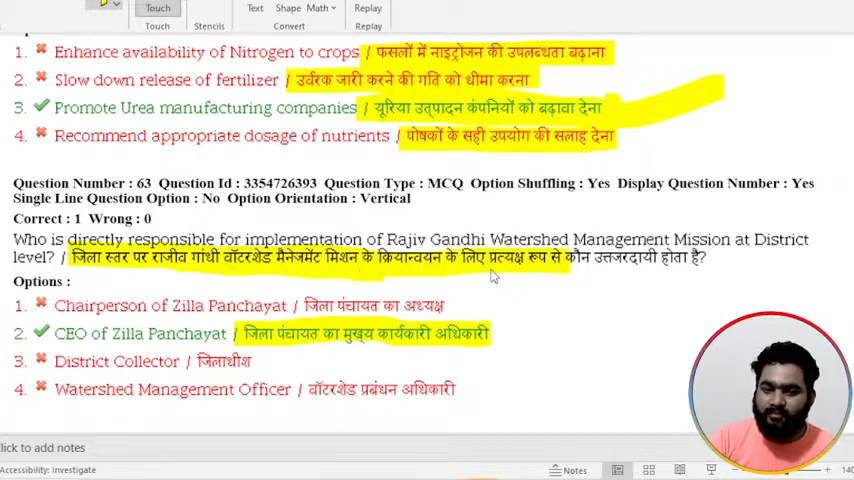 Touch Text Shape Math Replay
Touch Stencils Convert Replay
1. Enhance availability of Nitrogen to crops / फसलों में नाइट्रोजन की उपलब्धता बढ़ाना
2. Slow down release of fertilizer / उर्वरक जारी करने की गति को धीमा करना
3. Promote Urea manufacturing companies / यूरिया उत्पादन कंपनियों को बढ़ावा देना
4. Recommend appropriate dosage of nutrients / पोषकों के सही उपयोग की सलाह देना
Question Number : 63 Question Id : 3354726393 Question Type : MCQ Option Shuffling : Yes Display Question Number : Yes
Single Line Question Option : No Option Orientation : Vertical
Correct : 1 Wrong : 0
Who is directly responsible for implementation of Rajiv Gandhi Watershed Management Mission at District
level? / जिला स्तर पर राजीव गांधी वॉटरशेड मैनेजमेंट मिशन के क्रियान्वयन के लिए प्रत्यक्ष रूप से कौन उत्तजरदायी होता है?
Options :
1. Chairperson of Zilla Panchayat / जिला पंचायत का अध्यक्ष
2. CEO of Zilla Panchayat / जिला पंचायत का मुख्य कार्यकारी अधिकारी
3. District Collector / जिलाधीश
4. Watershed Management Officer / वॉटरशेड प्रबंधन अधिकारी
Click to add notes
Accessibility: Investigate Notes 140